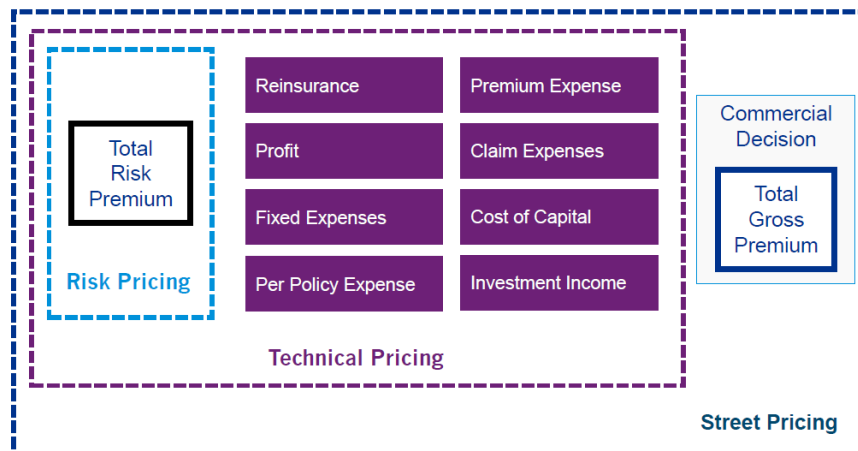 Total
Risk
Premium
Risk Pricing
Reinsurance
Premium Expense
Profit
Claim Expenses
Fixed Expenses
Cost of Capital
Per Policy Expense
Investment Income
Technical Pricing
Commercial
Decision
Total
Gross
Premium
Street Pricing